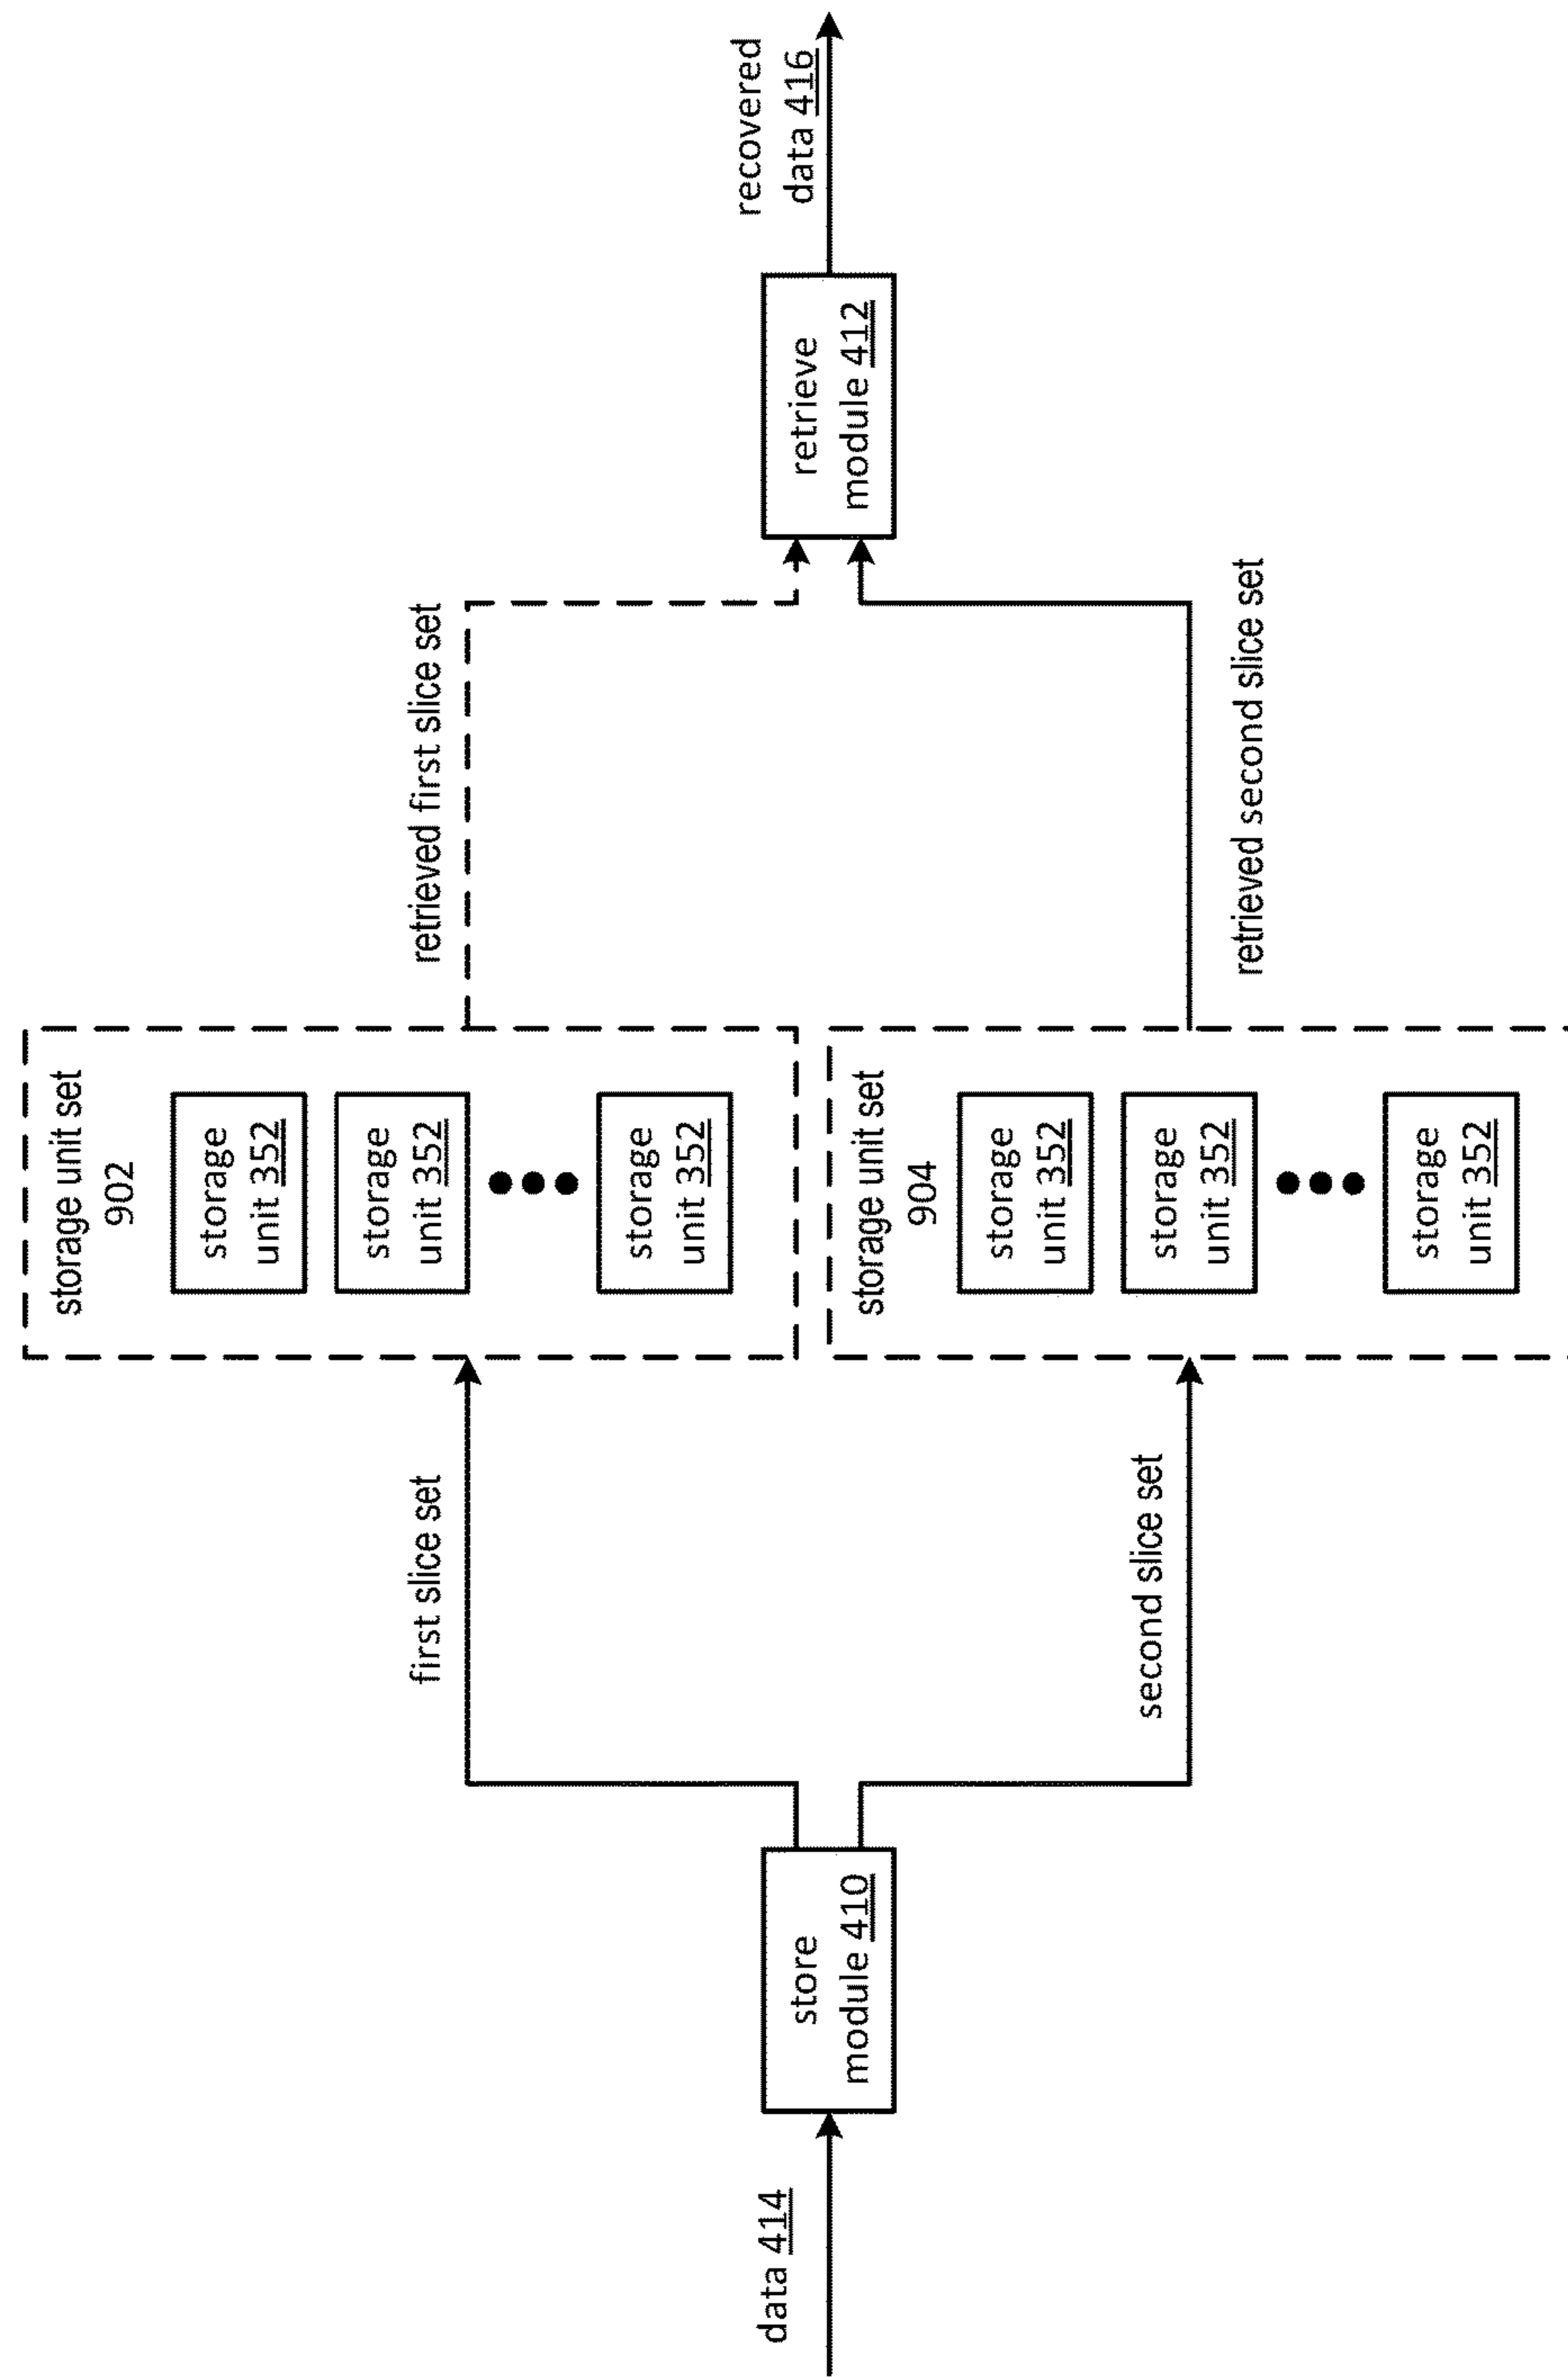 data 414
store
module 410
first slice set
second slice set
storage unit set
902
storage
unit 352
storage
unit 352
storage
unit 352
storage unit set
904
storage
unit 352
storage
unit 352
storage
unit 352
retrieved first slice set
retrieved second slice set
retrieve
module 412
recovered
data 416